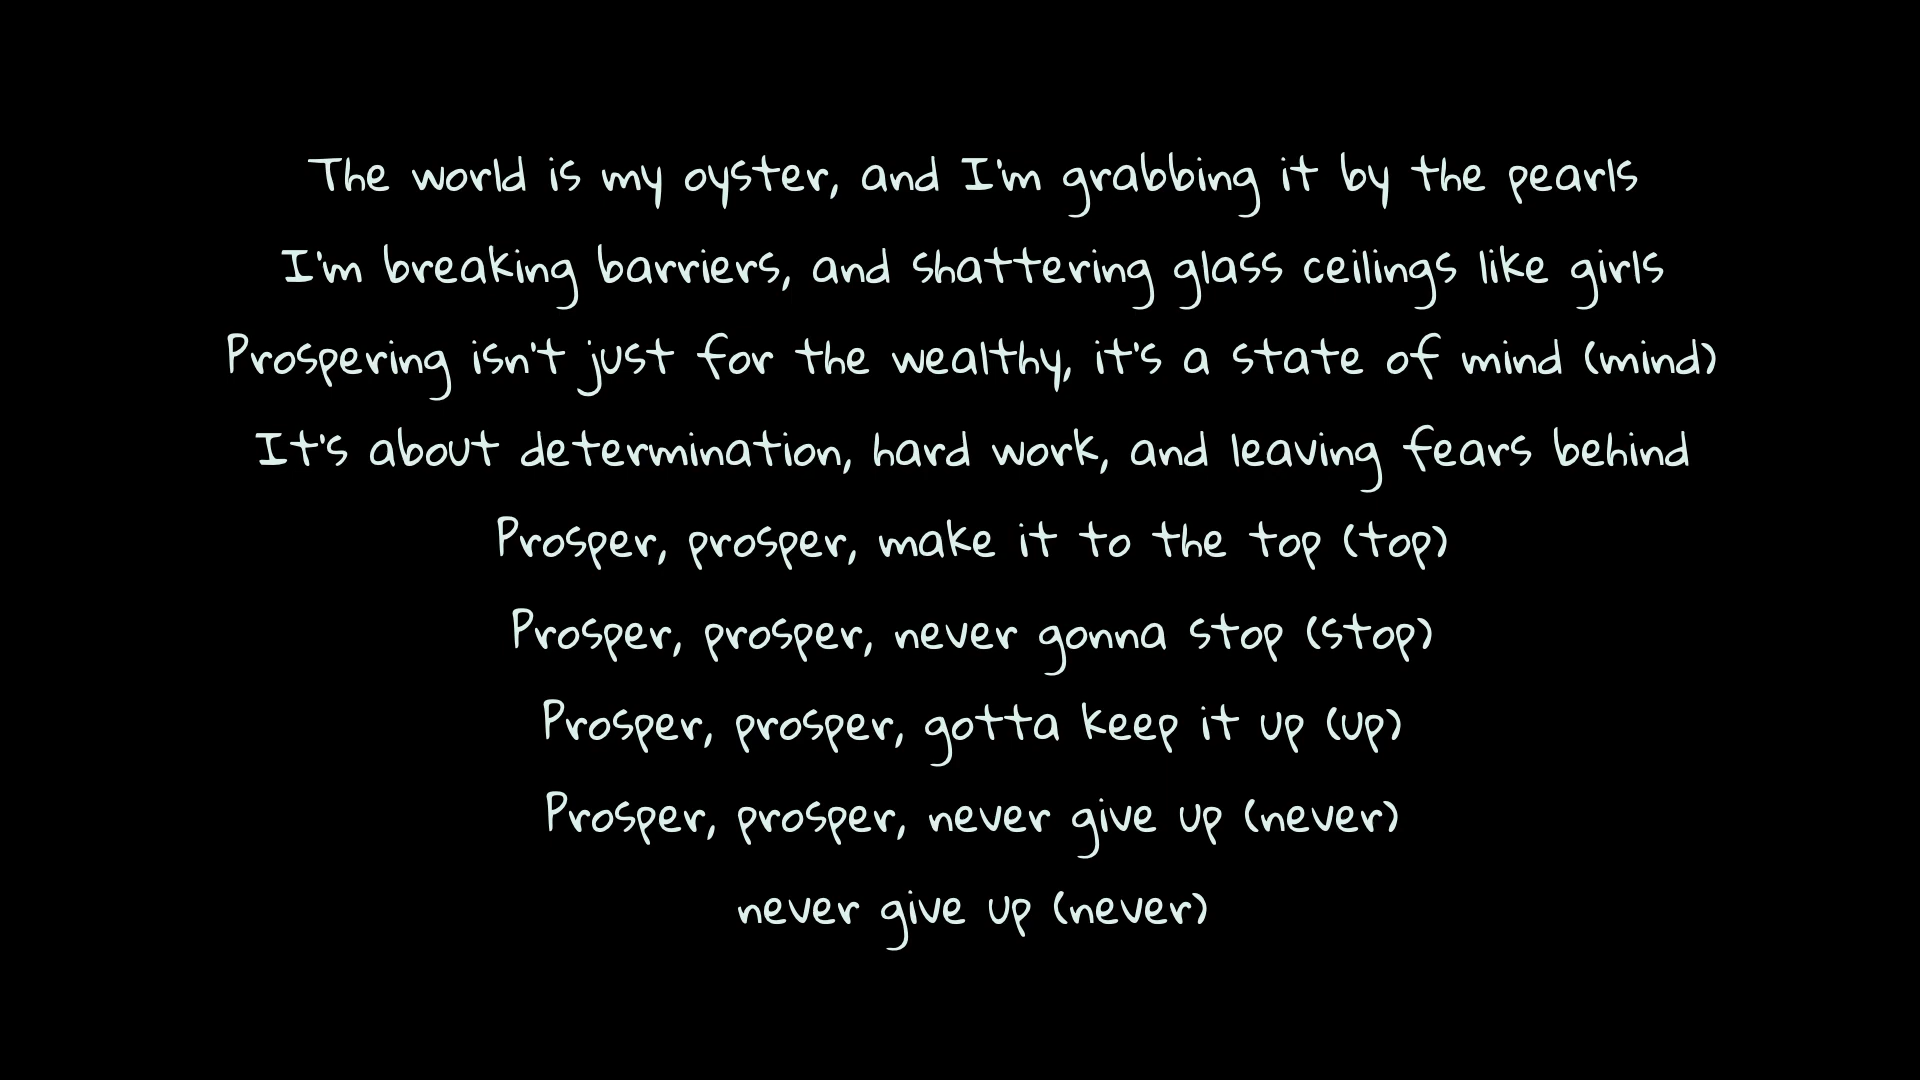 The world is my oyster, and I'm grabbing it by the pearls
I'm breaking barriers, and shattering glass ceilings like girls
Prospering isn't just for the wealthy, it's a state of mind (mind)
It's about determination, hard work, and leaving fears behind
Prosper, prosper, make it to the top (top)
Prosper, prosper, never gonna stop (stop)
Prosper, prosper, gotta keep it up (up)
Prosper, prosper, never give up (never)
never give up (never)